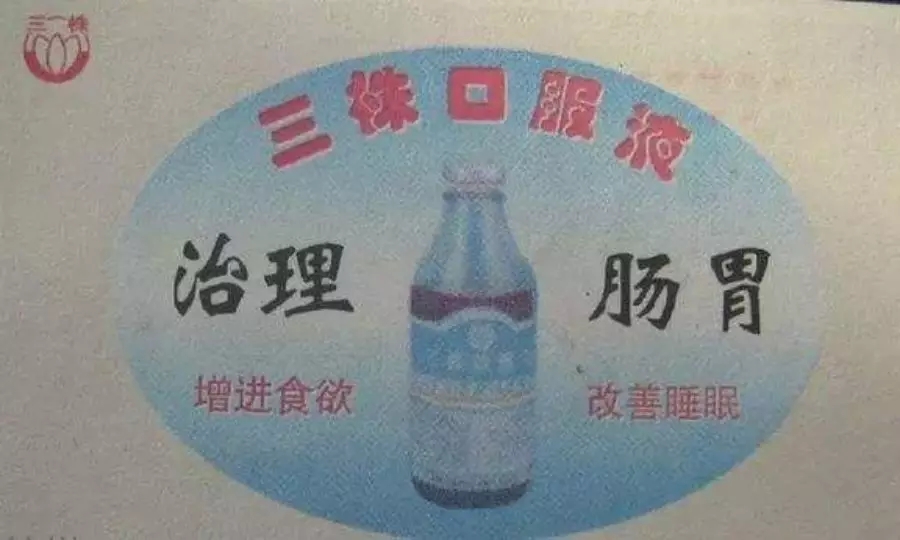 三株
三株口服液
治理 肠胃
增进食欲 改善睡眠